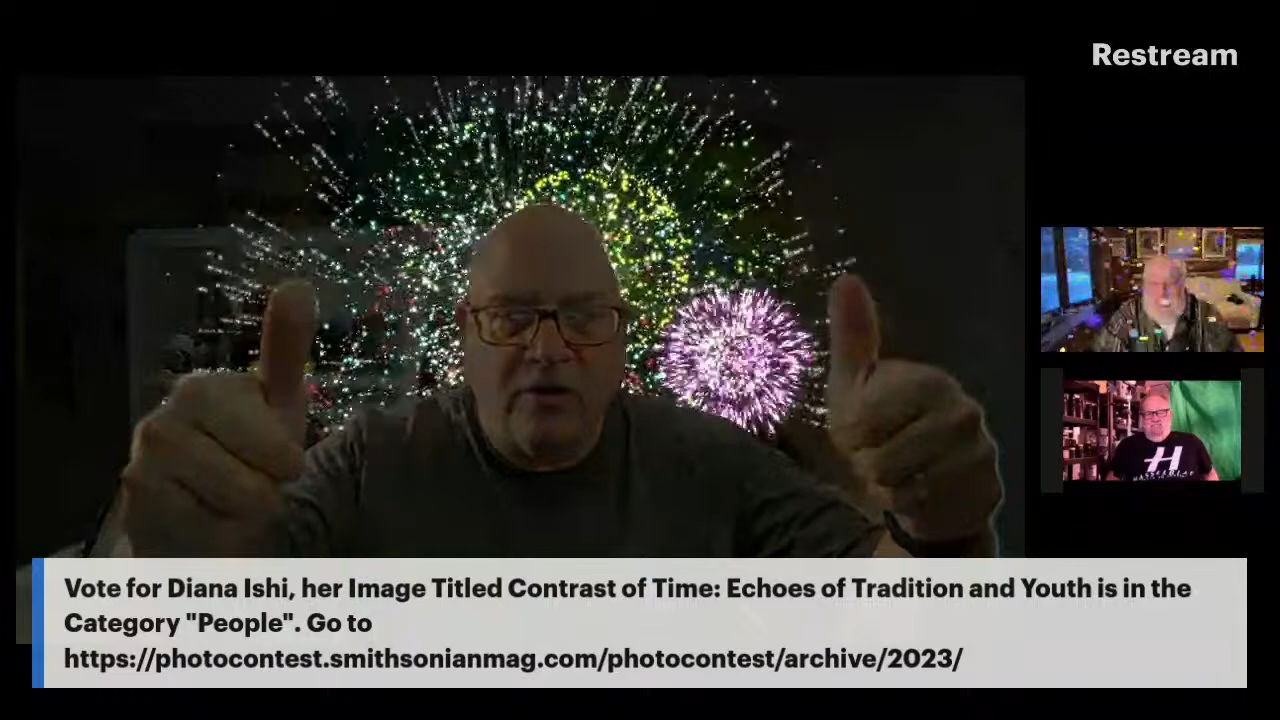 Restream
H
Vote for Diana Ishi, her Image Titled Contrast of Time: Echoes of Tradition and Youth is in the
Category "People". Go to
https://photocontest.smithsonianmag.com/photocontest/archive/2023/